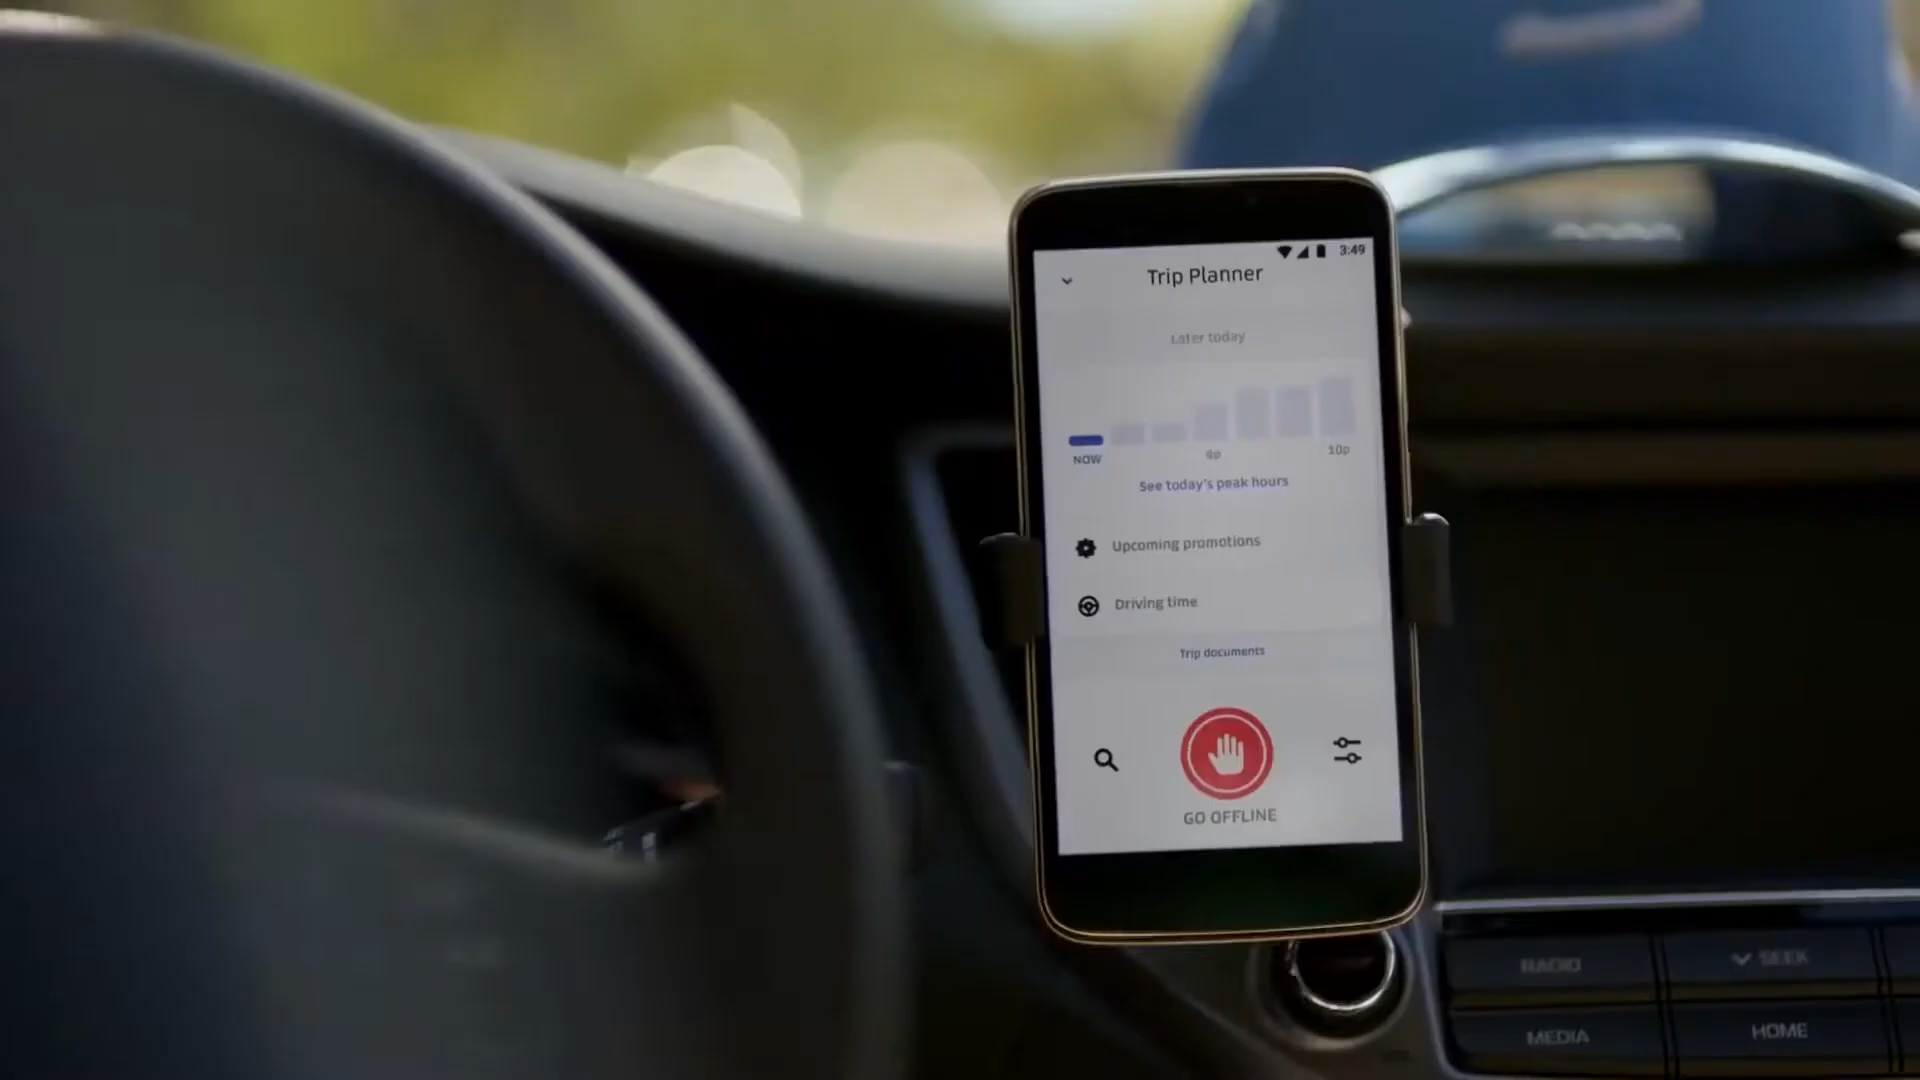 3:49
Trip Planner
Later today
NOW
10p
See today's peak hours
Upcoming promotions
Driving time
Trip documents
GO OFFLINE
RADIO
SEEK
MEDIA
HOME